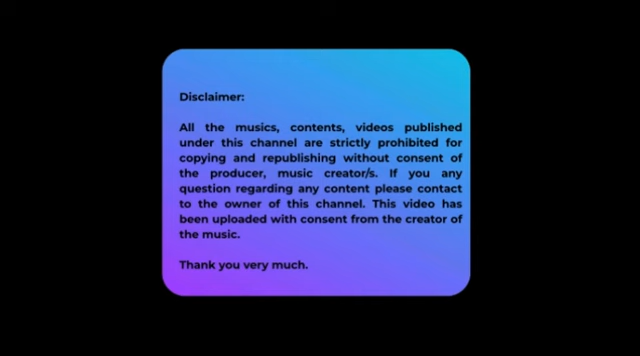 Disclaimer:
All the musics, contents, videos published
under this channel are strictly prohibited for
copying and republishing without consent of
the producer, music creator/s. If you any
question regarding any content please contact
to the owner of this channel. This video has
been uploaded with consent from the creator of
the music.
Thank you very much.